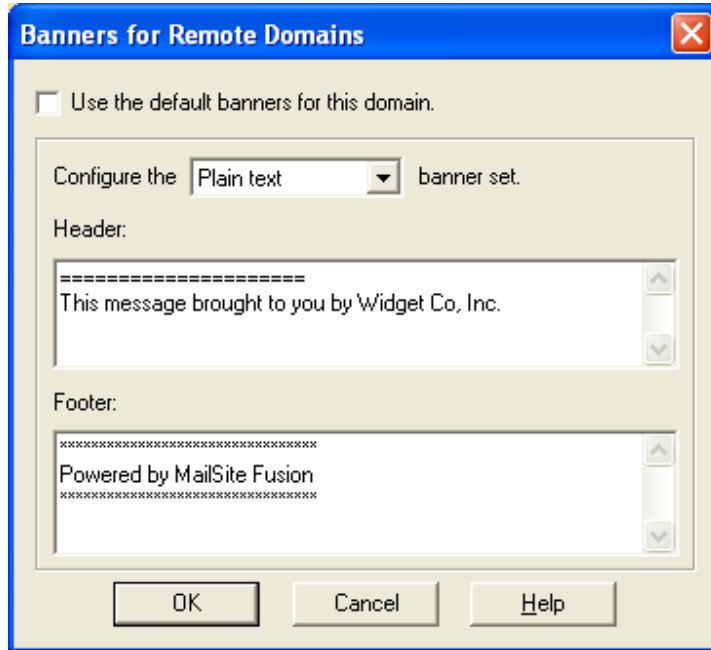 Banners for Remote Domains
Use the default banners for this domain.
Configure the Plain text banner set.
Header:
=====================
This message brought to you by Widget Co, Inc.
Footer:
*********************************
Powered by MailSite Fusion
*********************************
OK Cancel Help